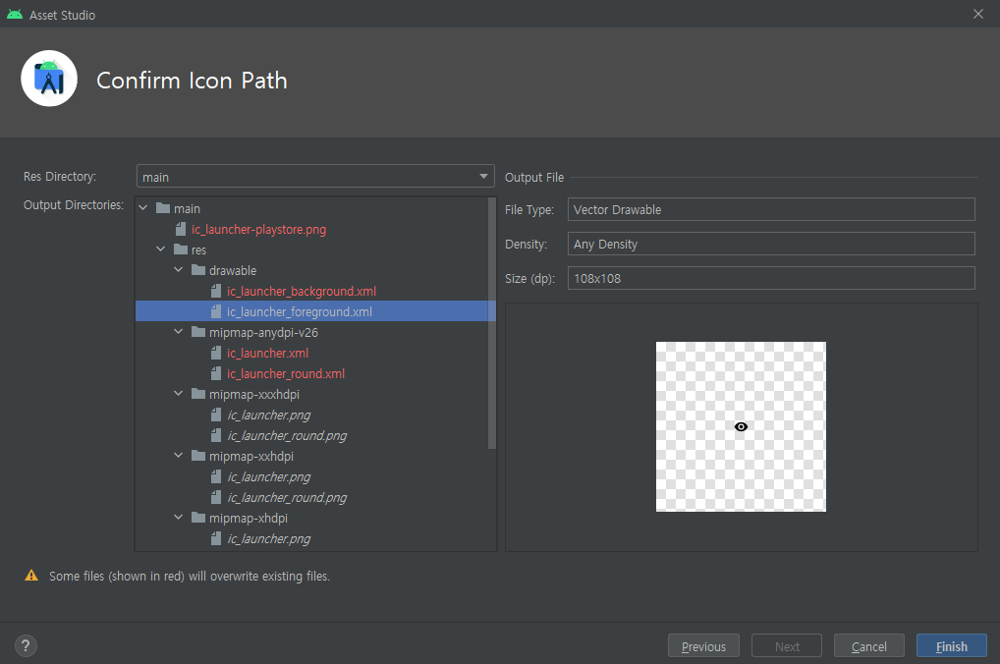 Asset Studio
Confirm Icon Path
Res Directory:
main
Output Directories:
main
ic_launcher-playstore.png
res
drawable
ic_launcher_background.xml
ic_launcher_foreground.xml
mipmap-anydpi-v26
ic_launcher.xml
ic_launcher_round.xml
mipmap-xxxhdpi
ic_launcher.png
ic_launcher_round.png
mipmap-xxhdpi
ic_launcher.png
ic_launcher_round.png
mipmap-xhdpi
ic_launcher.png
Output File
File Type:
Vector Drawable
Density:
Any Density
Size (dp):
108x108
Some files (shown in red) will overwrite existing files.
?
Previous
Next
Cancel
Finish